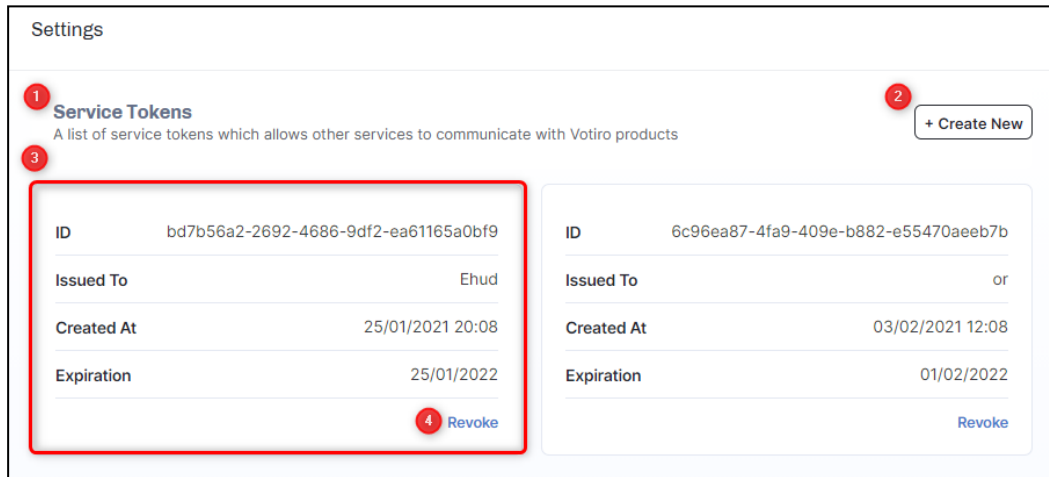 Settings
1
Service Tokens
2
+ Create New
A list of service tokens which allows other services to communicate with Votiro products
3
ID bd7b56a2-2692-4686-9df2-ea61165a0bf9
Issued To Ehud
Created At 25/01/2021 20:08
Expiration 25/01/2022
4 Revoke
ID 6c96ea87-4fa9-409e-b882-e55470aeeb7b
Issued To or
Created At 03/02/2021 12:08
Expiration 01/02/2022
Revoke